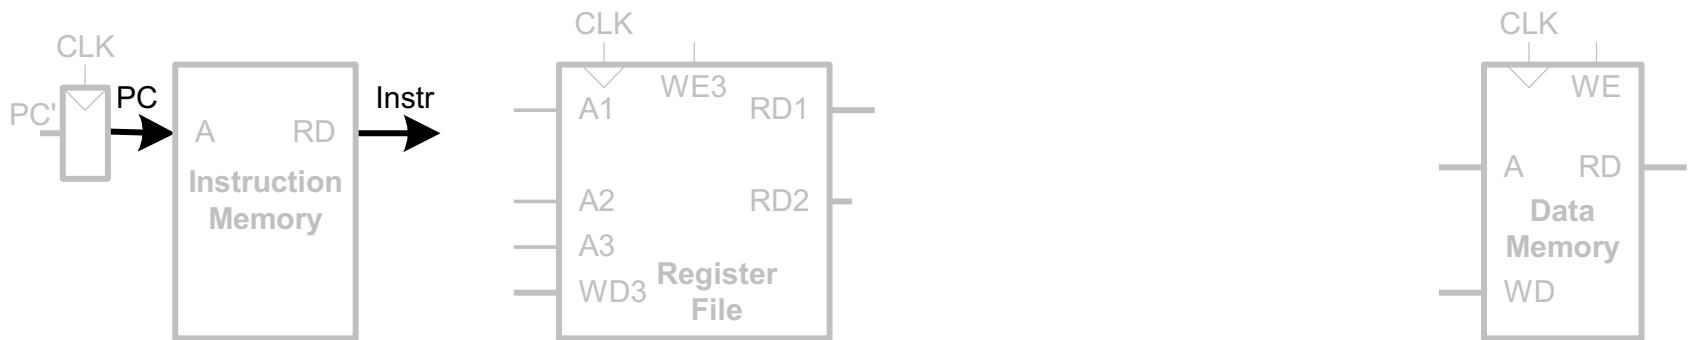 CLK
PC'
PC
A
RD
Instruction
Memory
Instr
CLK
WE3
A1
RD1
A2
RD2
A3
WD3
Register
File
CLK
WE
A
RD
Data
Memory
WD